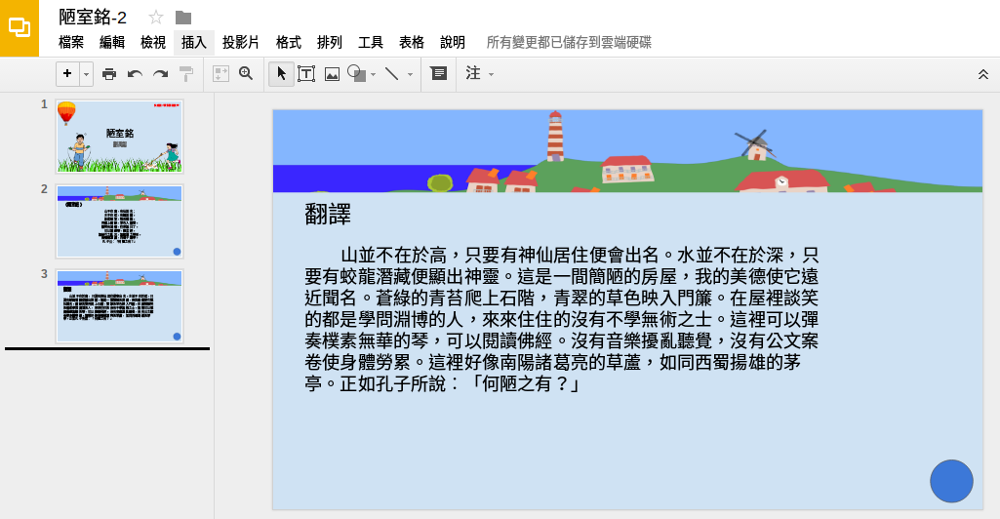 陋室銘-2
檔案 編輯 檢視 插入 投影片 格式 排列 工具 表格 說明 所有變更都已儲存到雲端硬碟
注
1
陋室銘
2
3
翻譯
山並不在於高，只要有神仙居住便會出名。水並不在於深，只
要有蛟龍潛藏便顯出神靈。這是一間簡陋的房屋，我的美德使它遠
近聞名。蒼綠的青苔爬上石階，青翠的草色映入門簾。在屋裡談笑
的都是學問淵博的人，來來住住的沒有不學無術之士。這裡可以彈
奏樸素無華的琴，可以閱讀佛經。沒有音樂擾亂聽覺，沒有公文案
卷使身體勞累。這裡好像南陽諸葛亮的草蘆，如同西蜀揚雄的茅
亭。正如孔子所說：「何陋之有？」